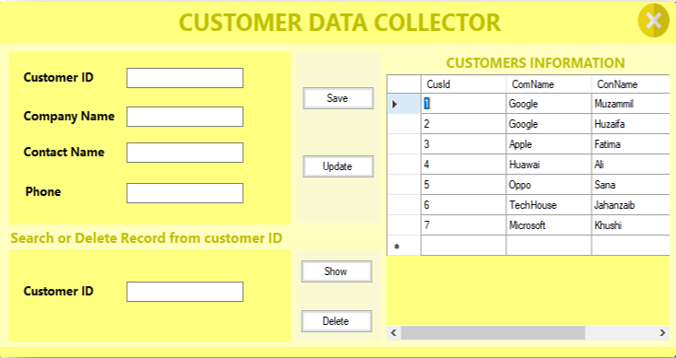 CUSTOMER DATA COLLECTOR
Customer ID
Company Name
Contact Name
Phone
Save
Update
Search or Delete Record from customer ID
Customer ID
Show
Delete
CUSTOMERS INFORMATION
CusId ComName ConName
1 Google Muzammil
2 Google Huzaifa
3 Apple Fatima
4 Huawai Ali
5 Oppo Sana
6 TechHouse Jahanzaib
7 Microsoft Khushi